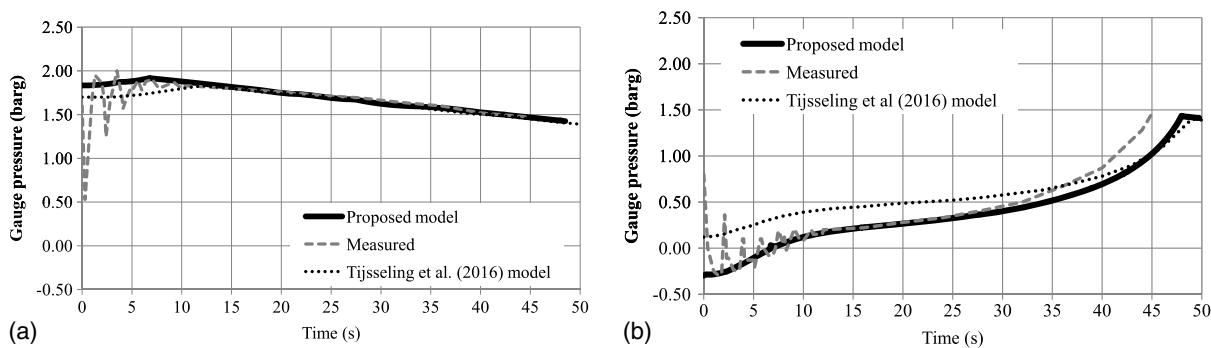 Gauge pressure (barg)
2.50
2.00
1.50
1.00
0.50
0.00
-0.50
0 5 10 15 20 25 30 35 40 45 50
Time (s)
Proposed model
Measured
Tijsseling et al. (2016) model
(a)
Gauge pressure (barg)
2.50
2.00
1.50
1.00
0.50
0.00
-0.50
0 5 10 15 20 25 30 35 40 45 50
Time (s)
Proposed model
Measured
Tijsseling et al (2016) model
(b)